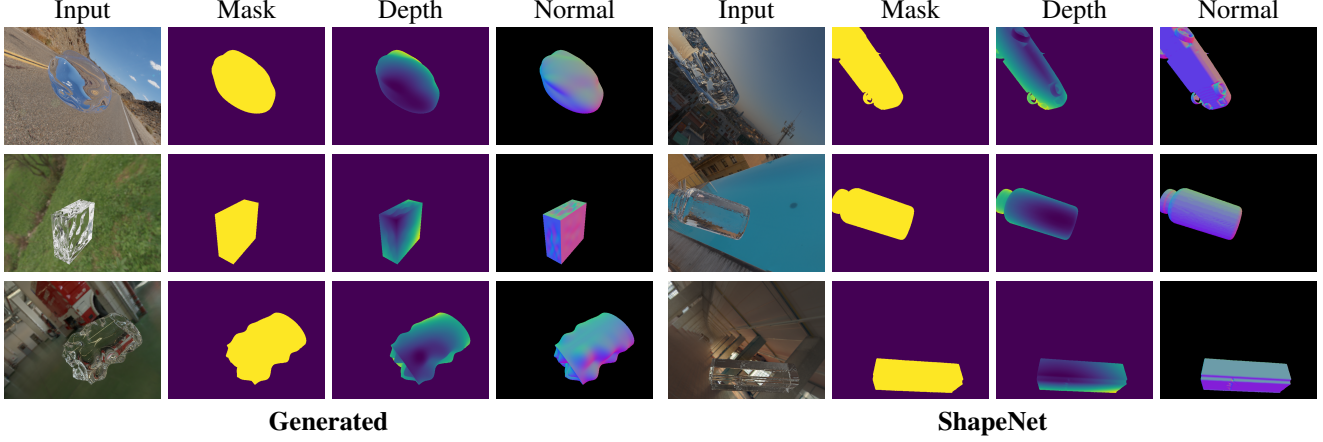 Input Mask Depth Normal Input Mask Depth Normal
Generated ShapeNet